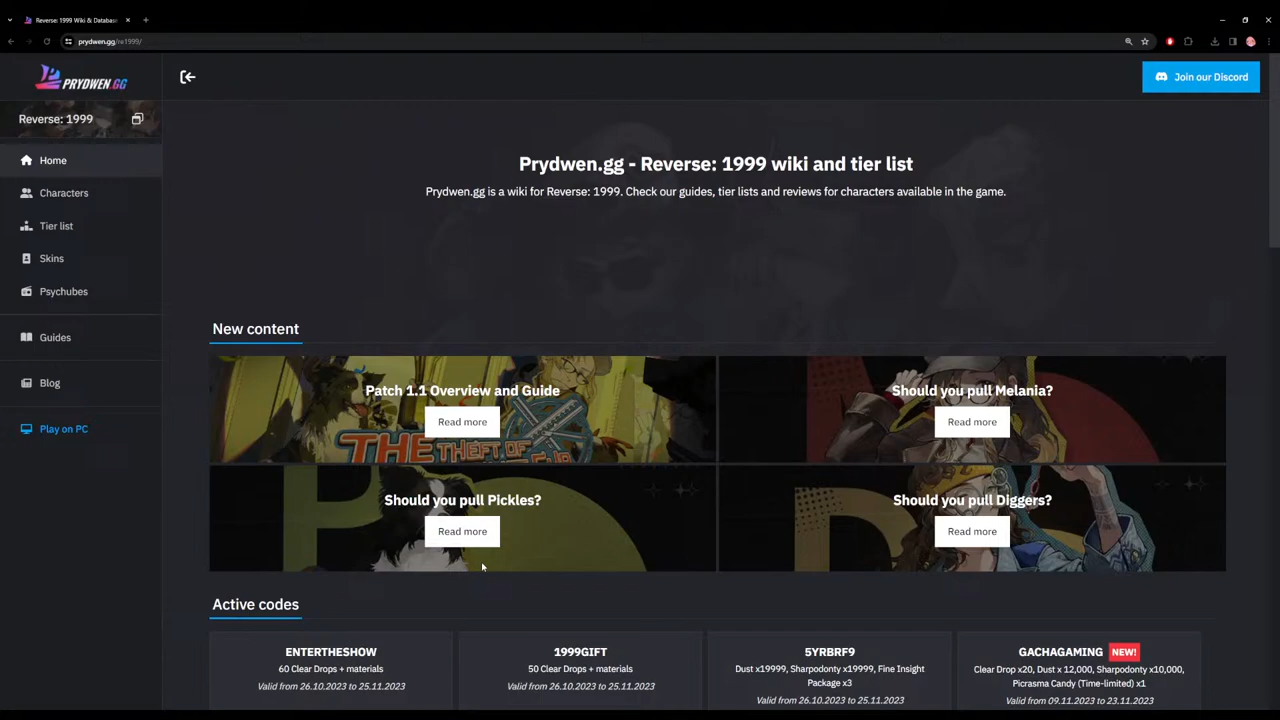 Reverse: 1999 Wiki & Database
prydwen.gg/re1999/
PRYDWEN.GG
Join our Discord
Reverse: 1999
Home
Characters
Tier list
Skins
Psychubes
Guides
Blog
Play on PC
Prydwen.gg - Reverse: 1999 wiki and tier list
Prydwen.gg is a wiki for Reverse: 1999. Check our guides, tier lists and reviews for characters available in the game.
New content
Patch 1.1 Overview and Guide
Read more
THE THEFT OF
Should you pull Melania?
Read more
Should you pull Pickles?
Read more
Should you pull Diggers?
Read more
Active codes
ENTERTHESHOW
60 Clear Drops + materials
Valid from 26.10.2023 to 25.11.2023
1999GIFT
50 Clear Drops + materials
Valid from 26.10.2023 to 25.11.2023
5YRBRF9
Dust x19999, Sharpodonty x19999, Fine Insight
Package x3
Valid from 26.10.2023 to 25.11.2023
GACHAGAMING NEW!
Clear Drop x20, Dust x 12,000, Sharpodonty x10,000,
Picrasma Candy (Time-limited) x1
Valid from 09.11.2023 to 23.11.2023